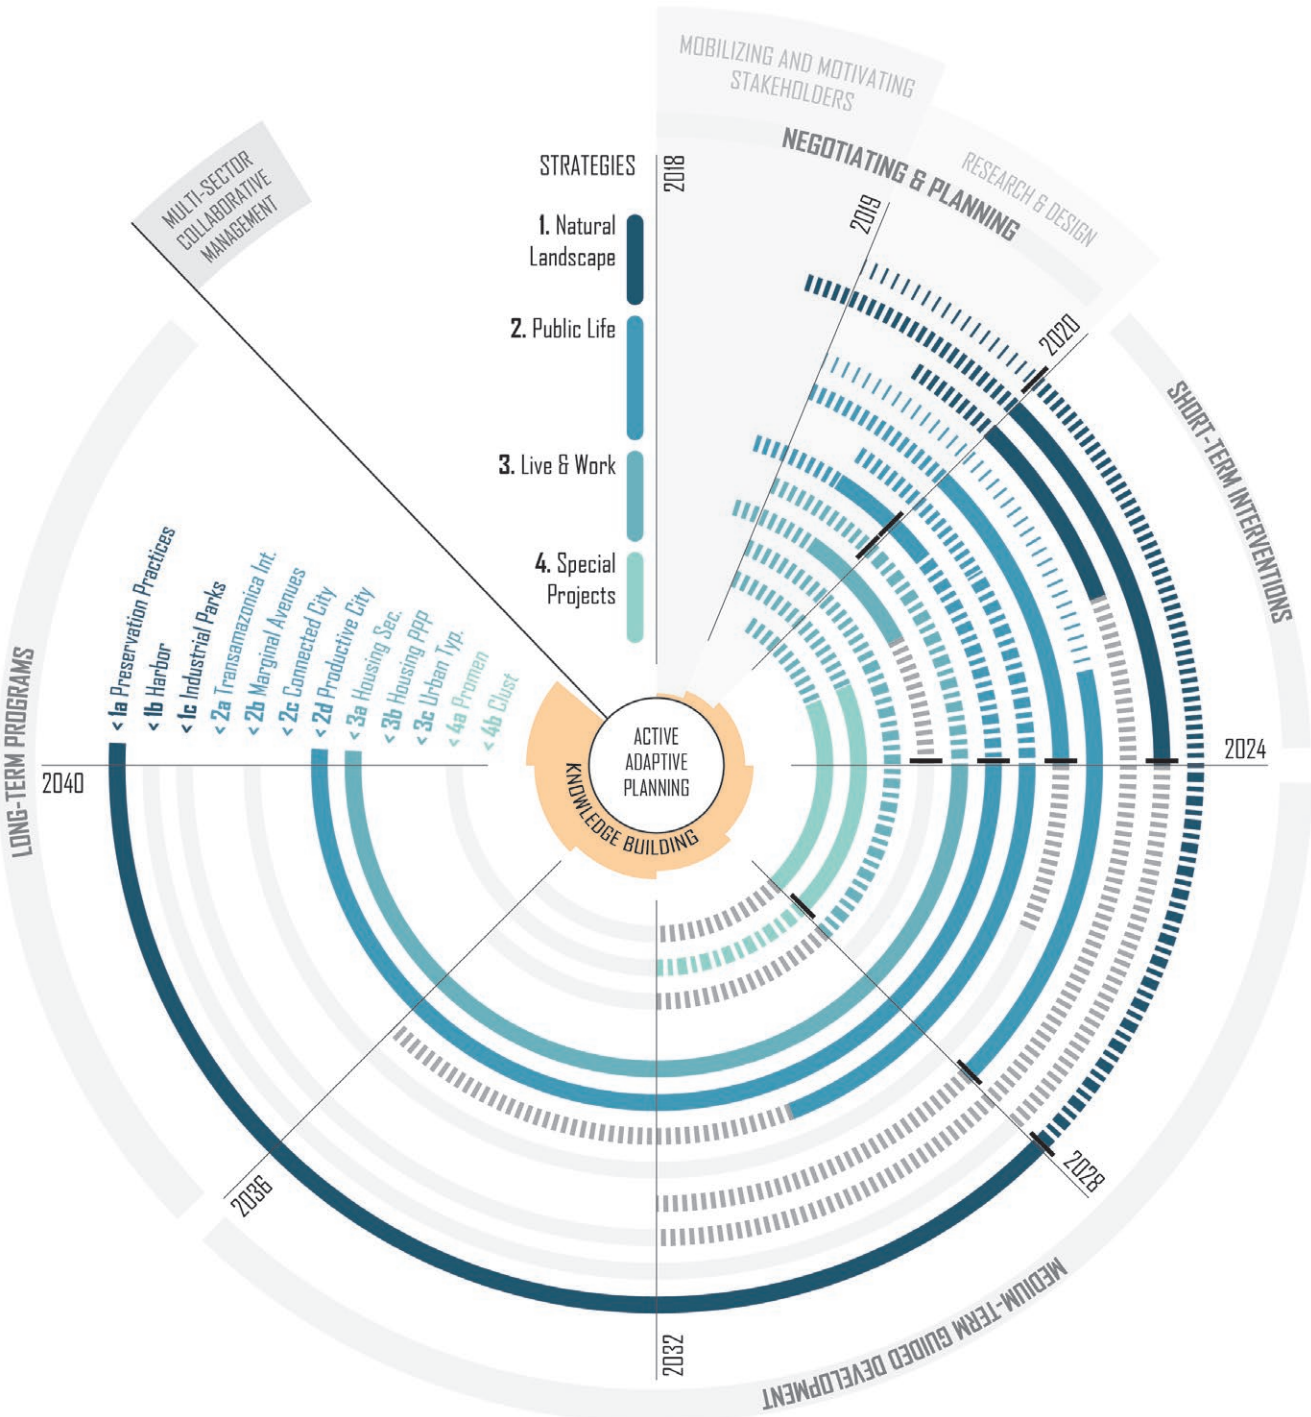 MOBILIZING AND MOTIVATING
STAKEHOLDERS
NEGOTIATING & PLANNING
RESEARCH & DESIGN
MULTI-SECTOR
COLLABORATIVE
MANAGEMENT
STRATEGIES
1. Natural
Landscape
2. Public Life
3. Live & Work
4. Special
Projects
2018
2019
2020
SHORT-TERM INTERVENTIONS
2024
2028
MEDIUM-TERM GUIDED DEVELOPMENT
2032
2036
2040
LONG-TERM PROGRAMS
< 1a Preservation Practices
< 1b Harbor
< 1c Industrial Parks
< 2a Transamazonica Int.
< 2b Marginal Avenues
< 2c Connected City
< 2d Productive City
< 3a Housing Sec.
< 3b Housing PPP
< 3c Urban Typ.
< 4a Promen
< 4b Clust
ACTIVE
ADAPTIVE
PLANNING
KNOWLEDGE BUILDING